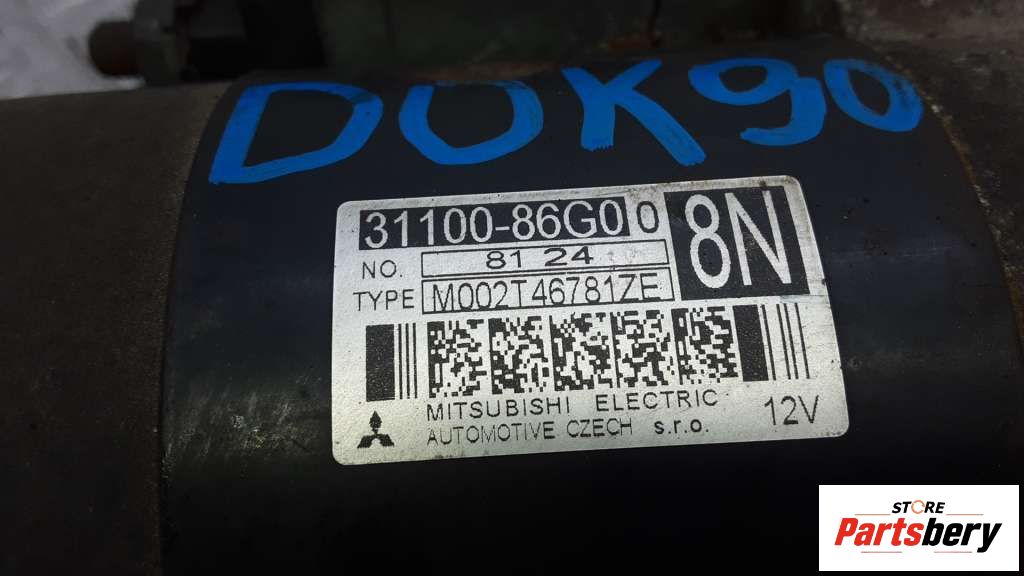 DOK90
31100-86G0 0
8N
NO. 81 24
TYPE M002T46781ZE
MITSUBISHI ELECTRIC
AUTOMOTIVE CZECH s.r.o.
12V
STORE
Partsbery